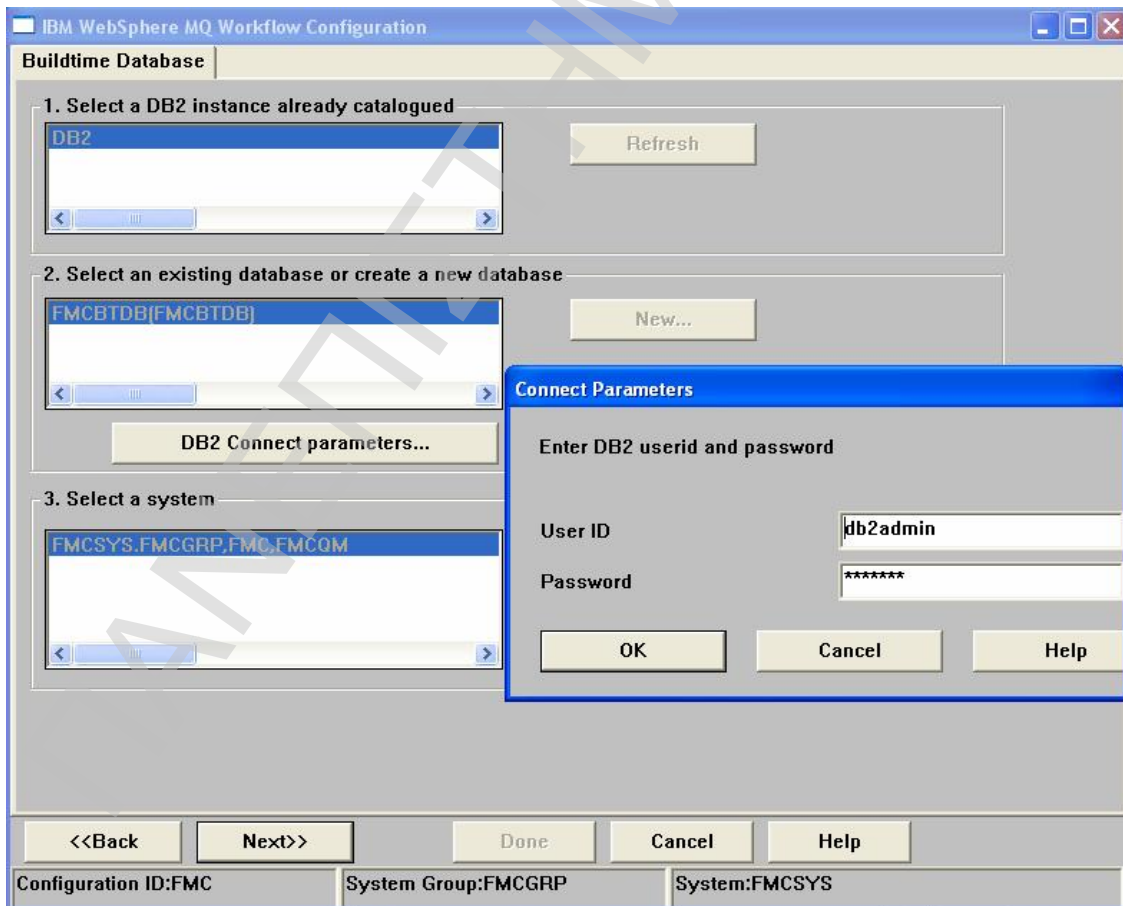 IBM WebSphere MQ Workflow Configuration
Buildtime Database
1. Select a DB2 instance already catalogued
DB2
Refresh
2. Select an existing database or create a new database
FMCBTDB(FMCBTDB)
New...
DB2 Connect parameters...
3. Select a system
FMCSYS.FMCGRP,FMC,FMCQM
Connect Parameters
Enter DB2 userid and password
User ID
db2admin
Password
*******
OK Cancel Help
<<Back Next>> Done Cancel Help
Configuration ID:FMC System Group:FMCGRP System:FMCSYS